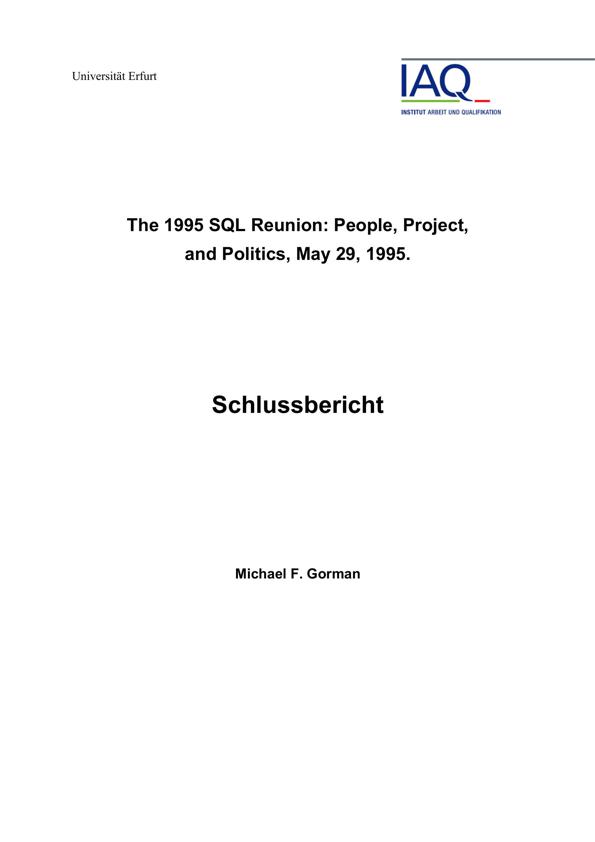 Universität Erfurt
IAQ
INSTITUT ARBEIT UND QUALIFIKATION
The 1995 SQL Reunion: People, Project,
and Politics, May 29, 1995.
Schlussbericht
Michael F. Gorman